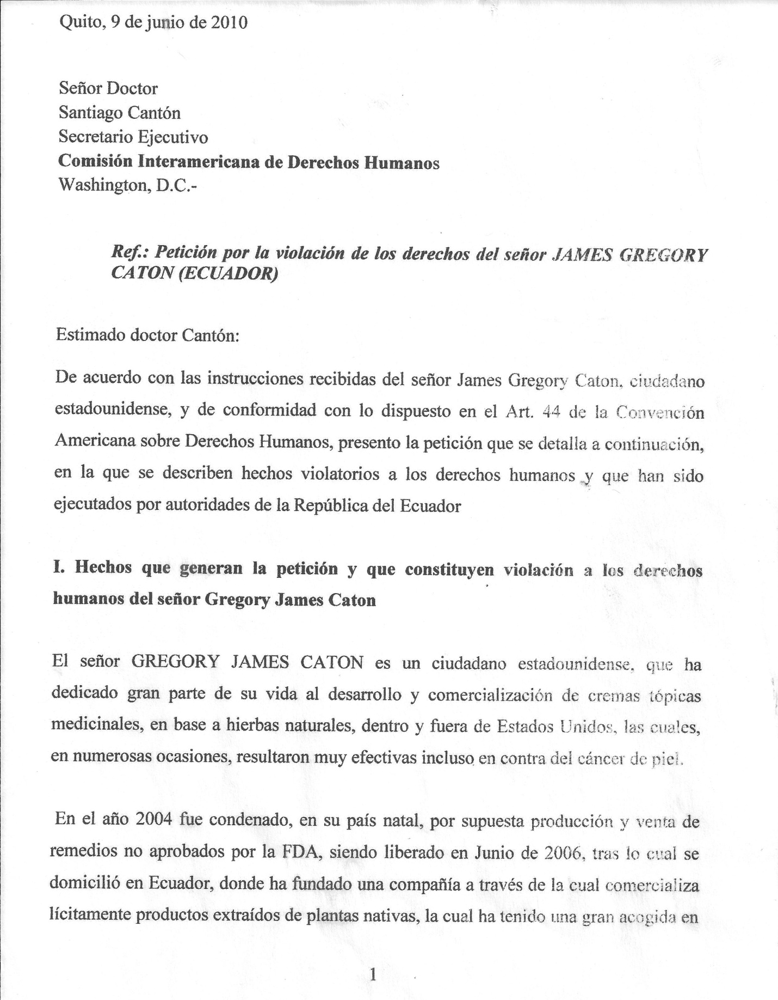 Quito, 9 de junio de 2010
Señor Doctor
Santiago Cantón
Secretario Ejecutivo
Comisión Interamericana de Derechos Humanos
Washington, D.C.-
Ref.: Petición por la violación de los derechos del señor JAMES GREGORY
CATON (ECUADOR)
Estimado doctor Cantón:
De acuerdo con las instrucciones recibidas del señor James Gregory Caton, ciudadano
estadounidense, y de conformidad con lo dispuesto en el Art. 44 de la Convención
Americana sobre Derechos Humanos, presento la petición que se detalla a continuación,
en la que se describen hechos violatorios a los derechos humanos y que han sido
ejecutados por autoridades de la República del Ecuador
I. Hechos que generan la petición y que constituyen violación a los derechos
humanos del señor Gregory James Caton
El señor GREGORY JAMES CATON es un ciudadano estadounidense, que ha
dedicado gran parte de su vida al desarrollo y comercialización de cremas tópicas
medicinales, en base a hierbas naturales, dentro y fuera de Estados Unidos, las cuales,
en numerosas ocasiones, resultaron muy efectivas incluso en contra del cáncer de piel.
En el año 2004 fue condenado, en su país natal, por supuesta producción y venta de
remedios no aprobados por la FDA, siendo liberado en Junio de 2006, tras lo cual se
domicilió en Ecuador, donde ha fundado una compañía a través de la cual comercializa
lícitamente productos extraídos de plantas nativas, la cual ha tenido una gran acogida en
1